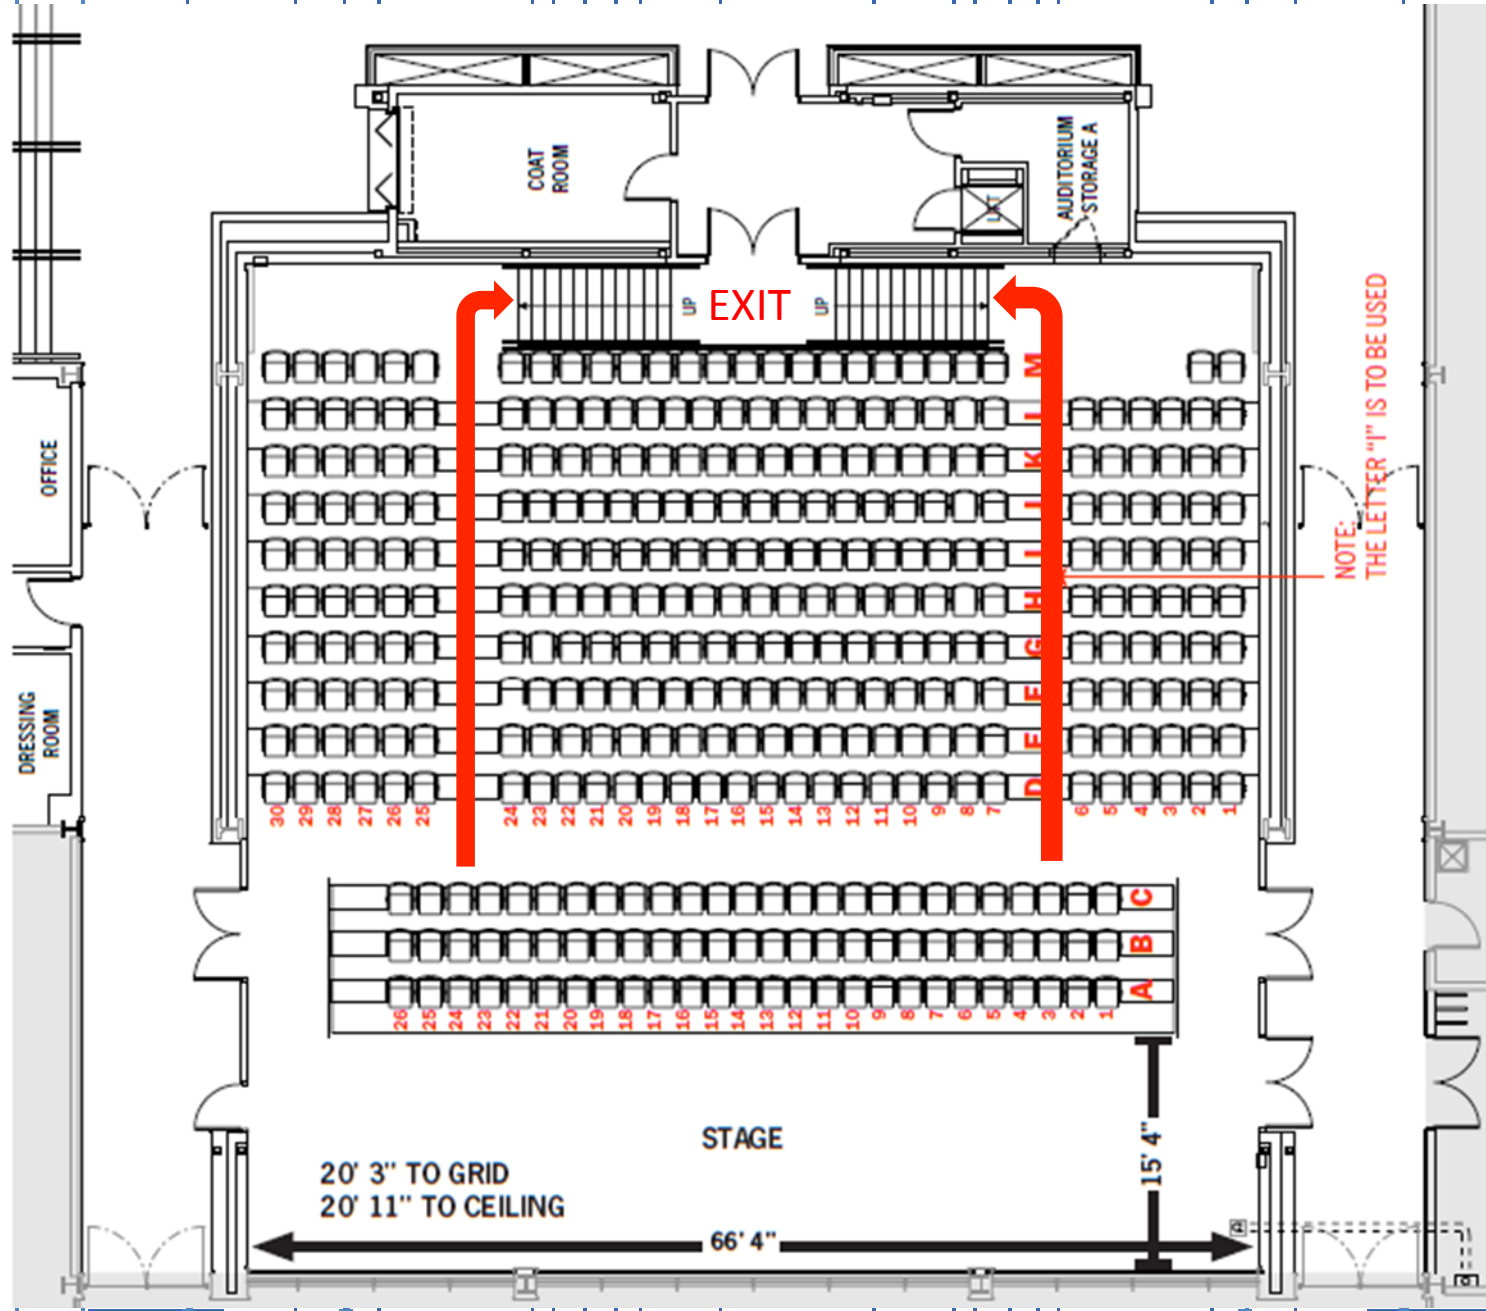 COAT
ROOM
AUDITORIUM
STORAGE A
LIFT
UP
EXIT
UP
NOTE:
THE LETTER "I" IS TO BE USED
OFFICE
DRESSING
ROOM
M
L
K
J
I
H
G
F
E
D
30 29 28 27 26 25 24 23 22 21 20 19 18 17 16 15 14 13 12 11 10 9 8 7 6 5 4 3 2 1
C
B
A
26 25 24 23 22 21 20 19 18 17 16 15 14 13 12 11 10 9 8 7 6 5 4 3 2 1
STAGE
15' 4"
20' 3" TO GRID
20' 11" TO CEILING
66' 4"